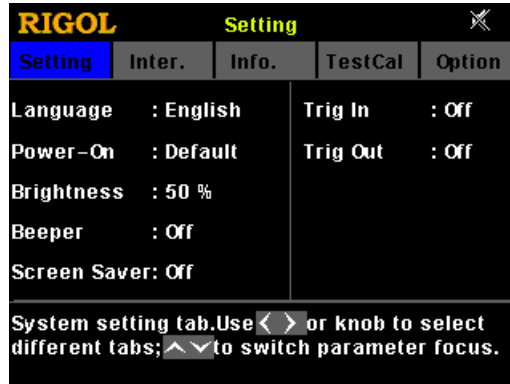 RIGOL Setting
Setting Inter. Info. TestCal Option
Language : English Trig In : Off
Power-On : Default Trig Out : Off
Brightness : 50 %
Beeper : Off
Screen Saver: Off
System setting tab.Use < > or knob to select
different tabs; to switch parameter focus.